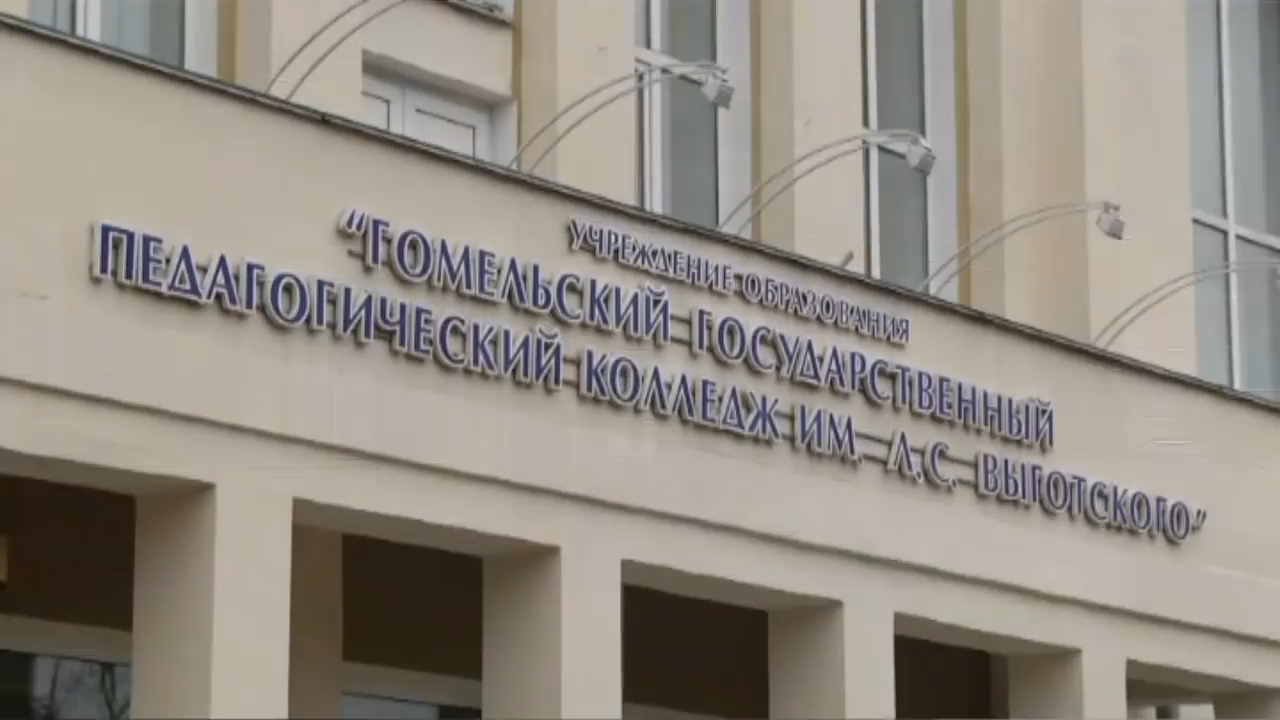 УЧРЕЖДЕНИЕ ОБРАЗОВАНИЯ
“ГОМЕЛЬСКИЙ ГОСУДАРСТВЕННЫЙ
ПЕДАГОГИЧЕСКИЙ КОЛЛЕДЖ ИМ. Л.С. ВЫГОТСКОГО”